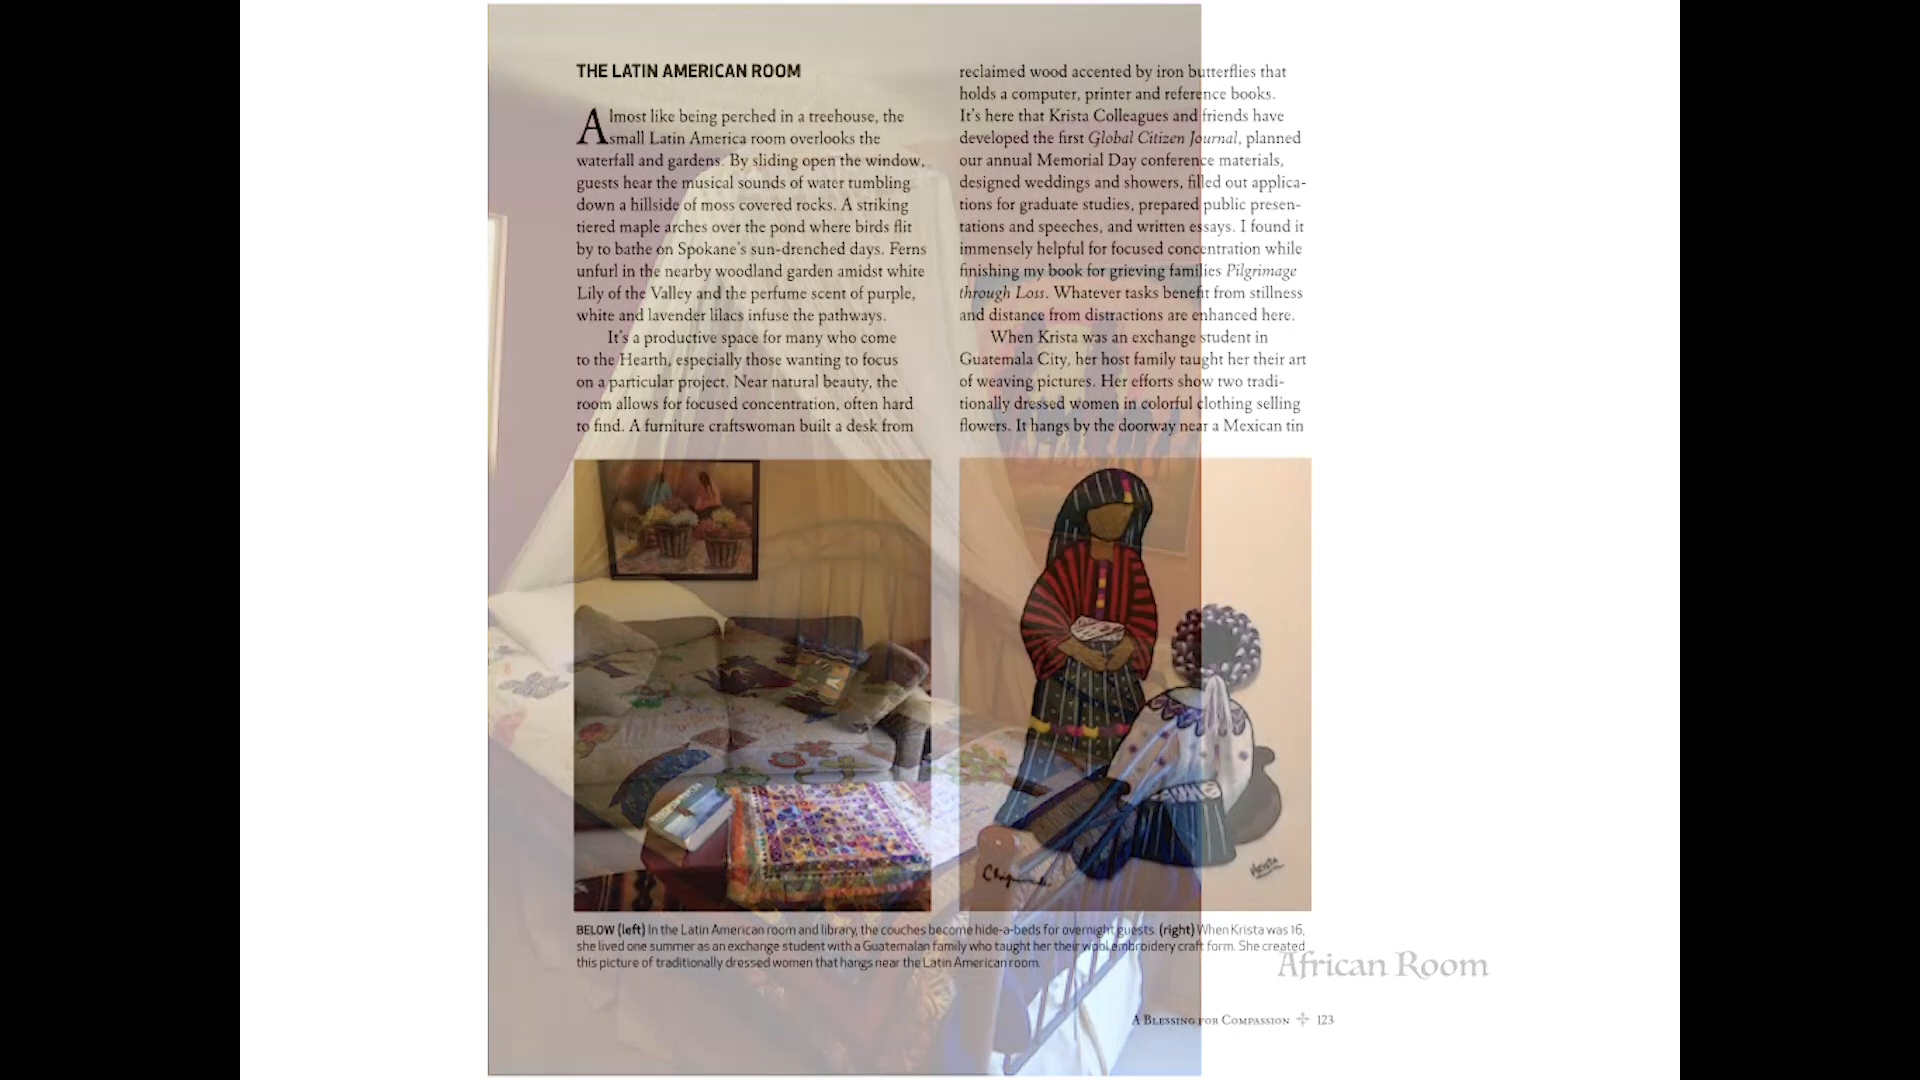 THE LATIN AMERICAN ROOM
Almost like being perched in a treehouse, the
small Latin America room overlooks the
waterfall and gardens. By sliding open the window,
guests hear the musical sounds of water tumbling
down a hillside of moss covered rocks. A striking
tiered maple arches over the pond where birds flit
by to bathe on Spokane's sun-drenched days. Ferns
unfurl in the nearby woodland garden amidst white
Lily of the Valley and the perfume scent of purple,
white and lavender lilacs infuse the pathways.
It's a productive space for many who come
to the Hearth, especially those wanting to focus
on a particular project. Near natural beauty, the
room allows for focused concentration, often hard
to find. A furniture craftswoman built a desk from
reclaimed wood accented by iron butterflies that
holds a computer, printer and reference books.
It's here that Krista Colleagues and friends have
developed the first Global Citizen Journal, planned
our annual Memorial Day conference materials,
designed weddings and showers, filled out applica-
tions for graduate studies, prepared public presen-
tations and speeches, and written essays. I found it
immensely helpful for focused concentration while
finishing my book for grieving families Pilgrimage
through Loss. Whatever tasks benefit from stillness
and distance from distractions are enhanced here.
When Krista was an exchange student in
Guatemala City, her host family taught her their art
of weaving pictures. Her efforts show two tradi-
tionally dressed women in colorful clothing selling
flowers. It hangs by the doorway near a Mexican tin
Krista
BELOW (left) In the Latin American room and library, the couches become hide-a-beds for overnight guests. (right) When Krista was 16,
she lived one summer as an exchange student with a Guatemalan family who taught her their wool embroidery craft form. She created
this picture of traditionally dressed women that hangs near the Latin American room.
African Room
A BLESSING FOR COMPASSION ✢ 123